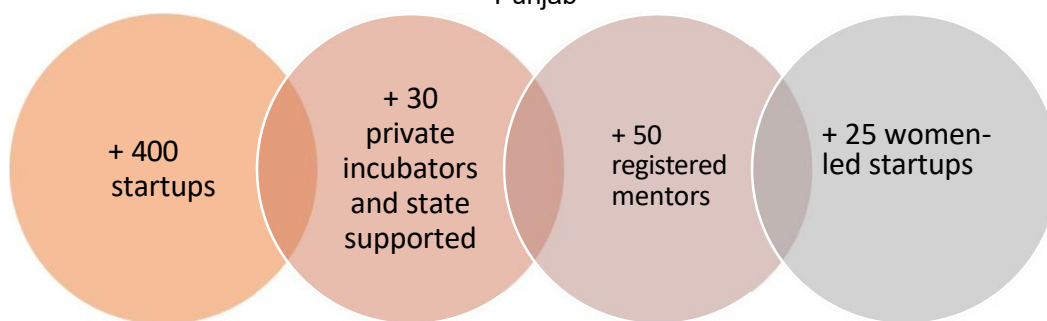 Punjab
+ 400
startups
+ 30
private
incubators
and state
supported
+ 50
registered
mentors
+ 25 women-
led startups